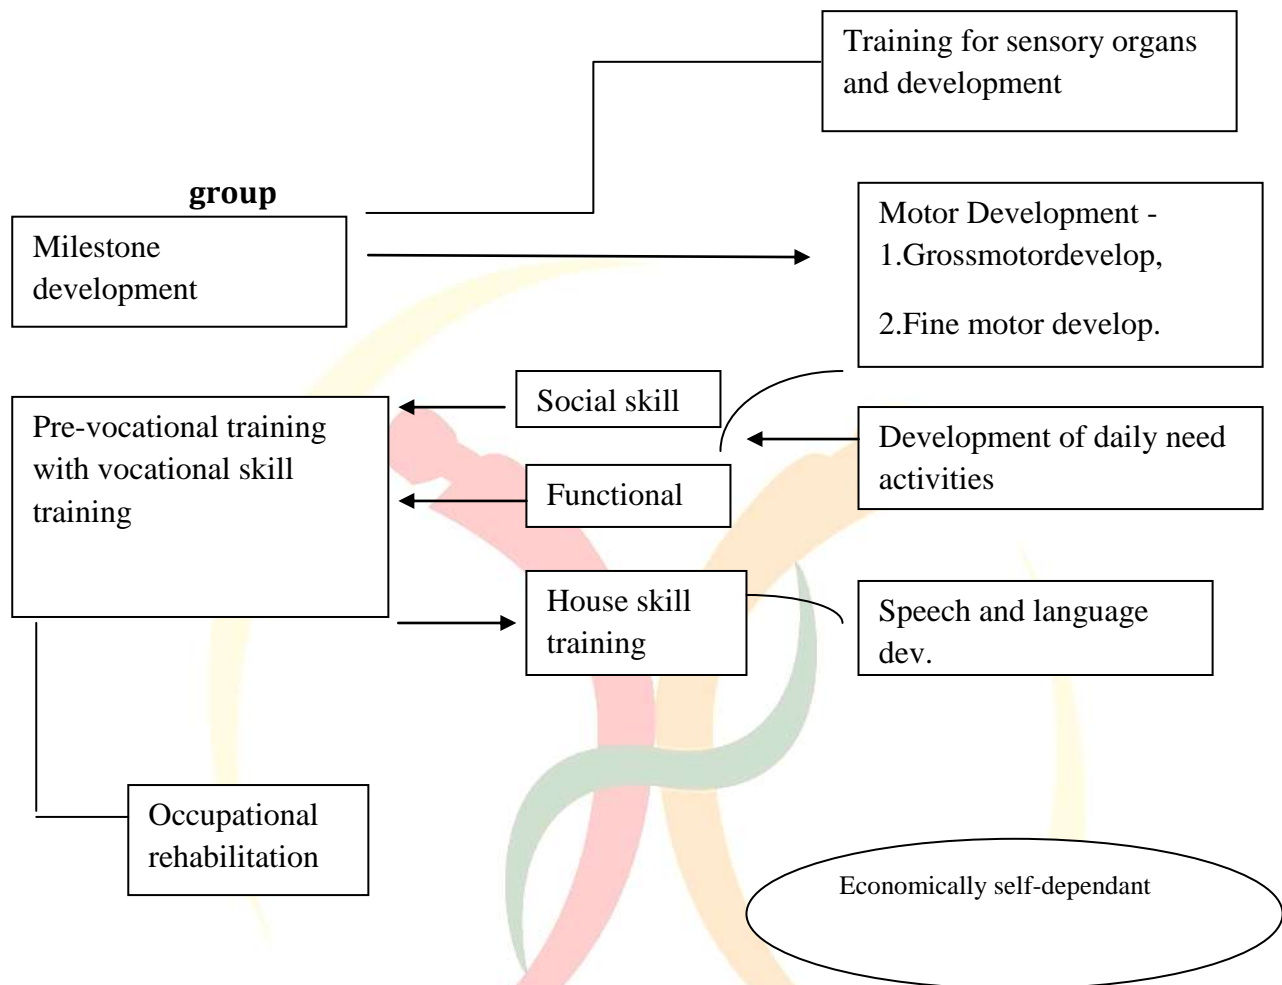 Training for sensory organs
and development
group
Milestone
development
Motor Development -
1.Grossmotordevelop,
2.Fine motor develop.
Social skill
Pre-vocational training
with vocational skill
training
Development of daily need
activities
Functional
House skill
training
Speech and language
dev.
Occupational
rehabilitation
Economically self-dependant